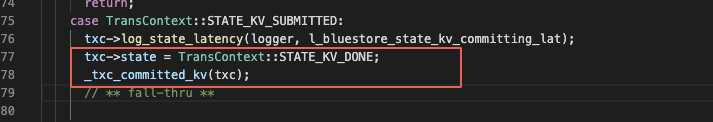 74 return;
75 case TransContext::STATE_KV_SUBMITTED:
76 txc->log_state_latency(logger, l_bluestore_state_kv_committing_lat);
77 txc->state = TransContext::STATE_KV_DONE;
78 _txc_committed_kv(txc);
79 // ** fall-thru **
80